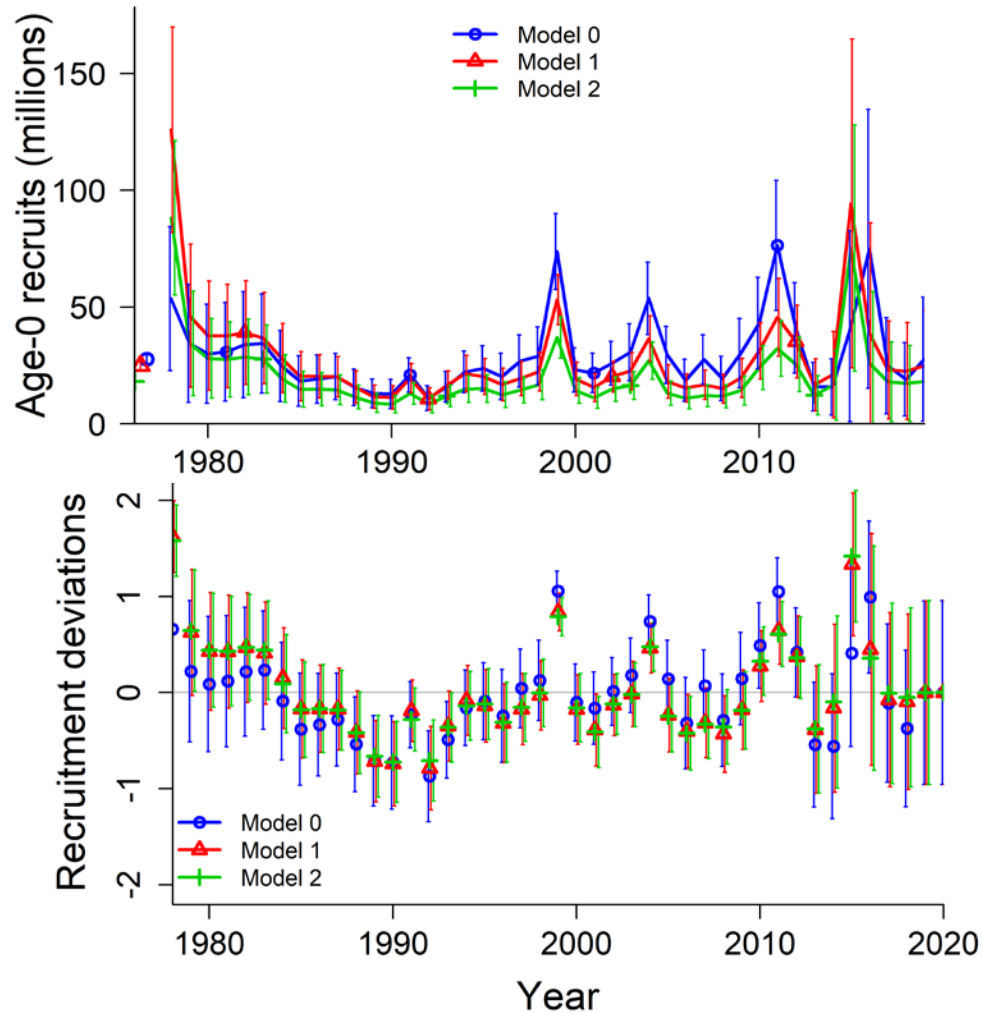 Age-0 recruits (millions)
150
100
50
0
Model 0
Model 1
Model 2
1980 1990 2000 2010
Recruitment deviations
2
1
0
-1
-2
Model 0
Model 1
Model 2
1980 1990 2000 2010 2020
Year